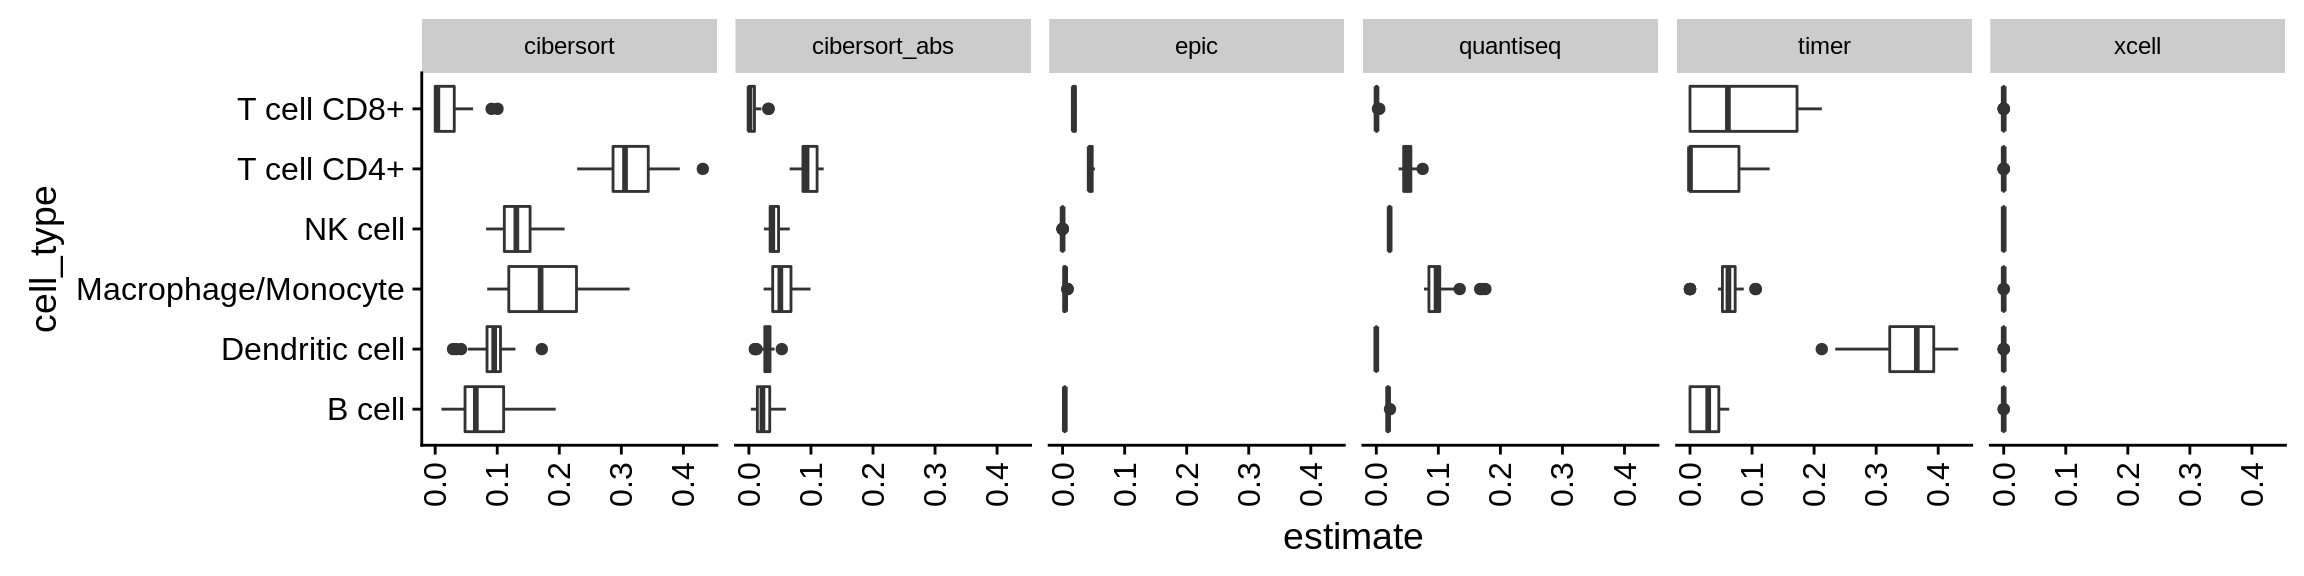 cibersort
cibersort_abs
epic
quantiseq
timer
xcell
cell_type
T cell CD8+
T cell CD4+
NK cell
Macrophage/Monocyte
Dendritic cell
B cell
0.0 0.1 0.2 0.3 0.4
0.0 0.1 0.2 0.3 0.4
0.0 0.1 0.2 0.3 0.4
0.0 0.1 0.2 0.3 0.4
0.0 0.1 0.2 0.3 0.4
0.0 0.1 0.2 0.3 0.4
estimate